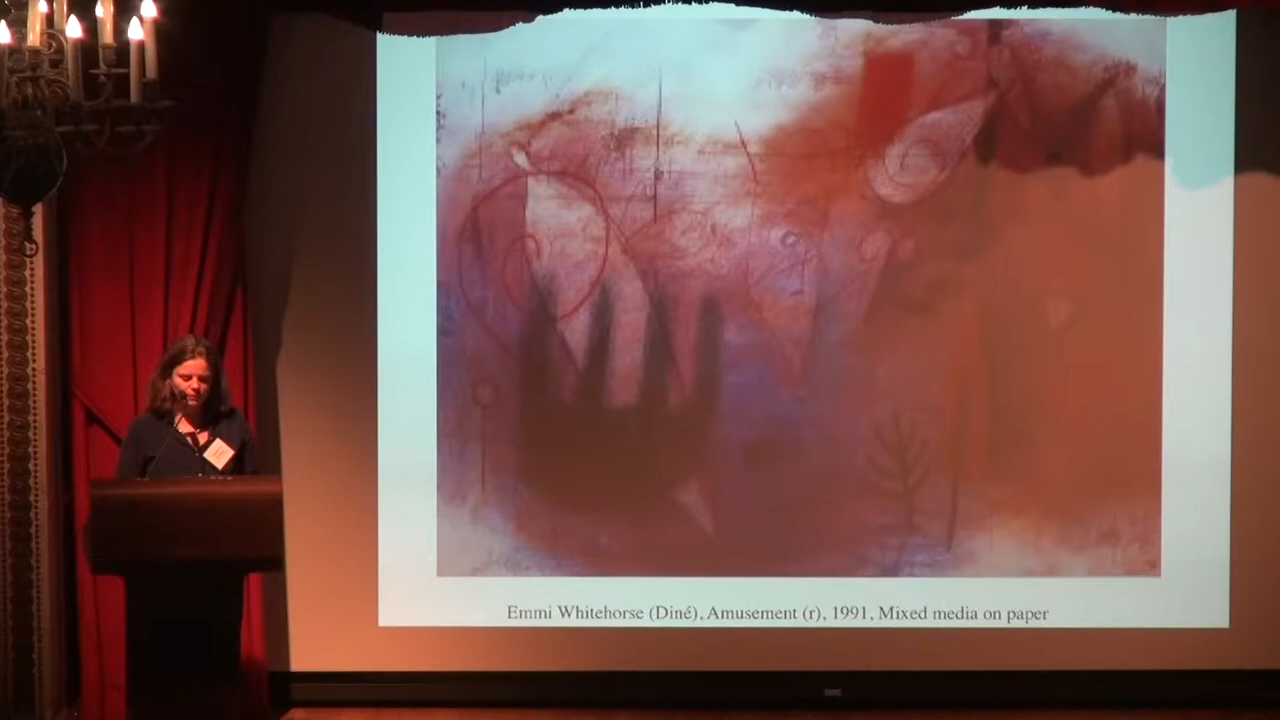 Emmi Whitehorse (Diné), Amusement (r), 1991, Mixed media on paper